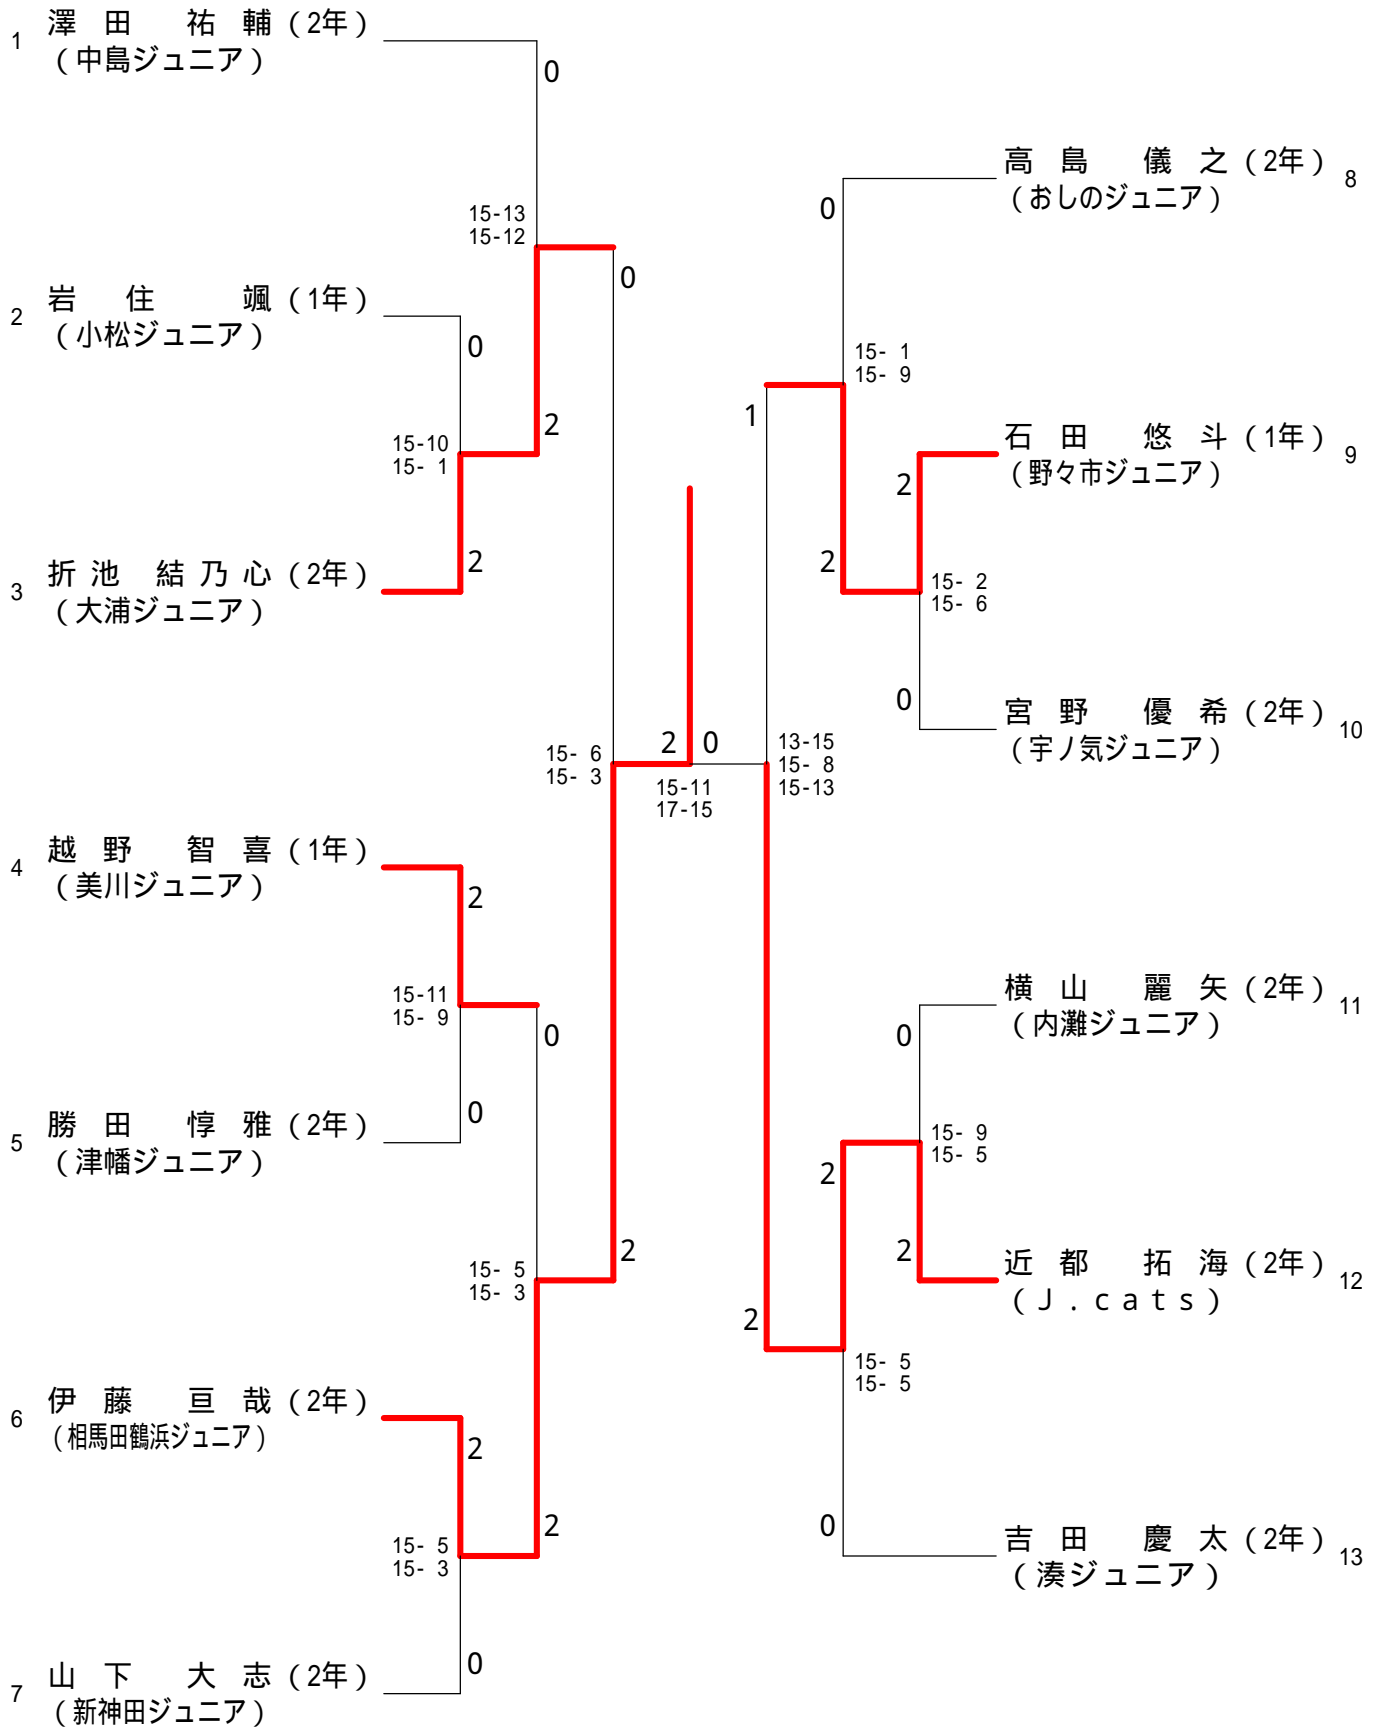 1 澤田 祐輔 (2年)
(中島ジュニア)
0
15-13
15-12
0
2 岩住 颯 (1年)
(小松ジュニア)
0
2
15-10
15- 1
2
3 折池 結乃心 (2年)
(大浦ジュニア)
15- 6
15- 3
2 0
15-11
17-15
4 越野 智喜 (1年)
(美川ジュニア)
2
15-11
15- 9
0
0
5 勝田 惇雅 (2年)
(津幡ジュニア)
2
15- 5
15- 3
6 伊藤 亘哉 (2年)
(相馬田鶴浜ジュニア)
2
2
15- 5
15- 3
0
7 山下 大志 (2年)
(新神田ジュニア)
高島 儀之 (2年) 8
(おしのジュニア)
0
15- 1
15- 9
1
石田 悠斗 (1年) 9
(野々市ジュニア)
2
2
15- 2
15- 6
0
宮野 優希 (2年) 10
(宇ノ気ジュニア)
13-15
15- 8
15-13
横山 麗矢 (2年) 11
(内灘ジュニア)
0
15- 9
15- 5
2
2
近都 拓海 (2年) 12
(J.cats)
2
15- 5
15- 5
0
吉田 慶太 (2年) 13
(湊ジュニア)